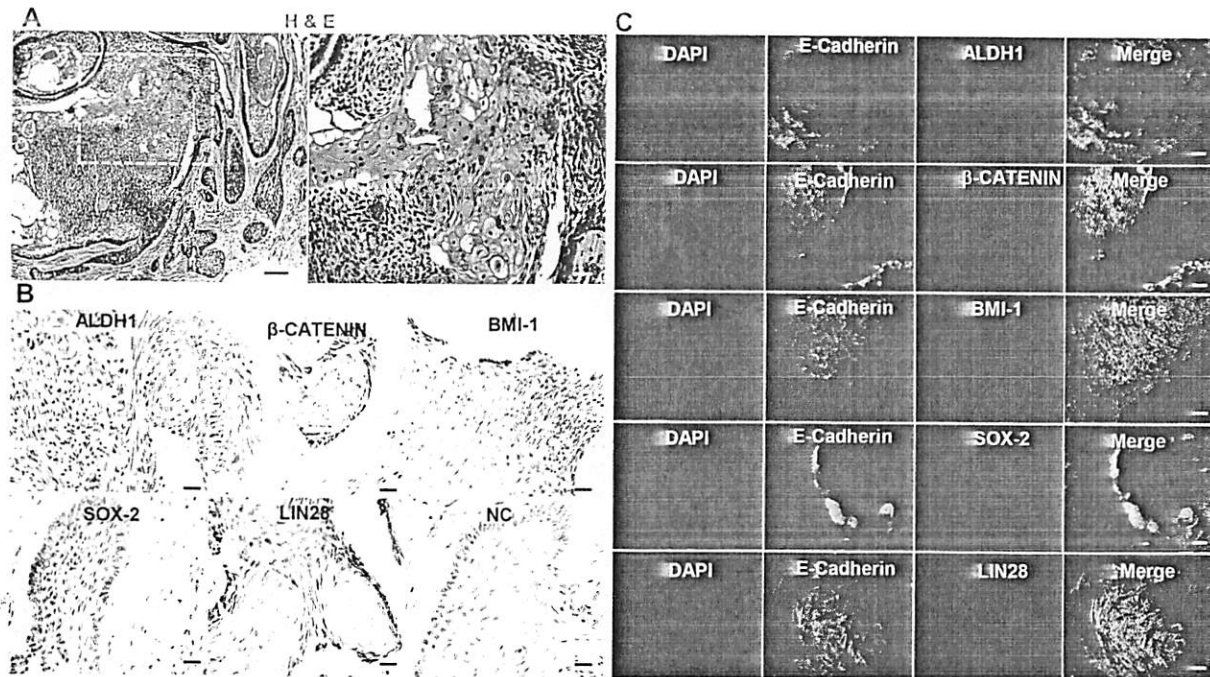 A
H & E
B
ALDH1
β-CATENIN
BMI-1
SOX-2
LIN28
NC
C
DAPI E-Cadherin ALDH1 Merge
DAPI E-Cadherin β-CATENIN Merge
DAPI E-Cadherin BMI-1 Merge
DAPI E-Cadherin SOX-2 Merge
DAPI E-Cadherin LIN28 Merge